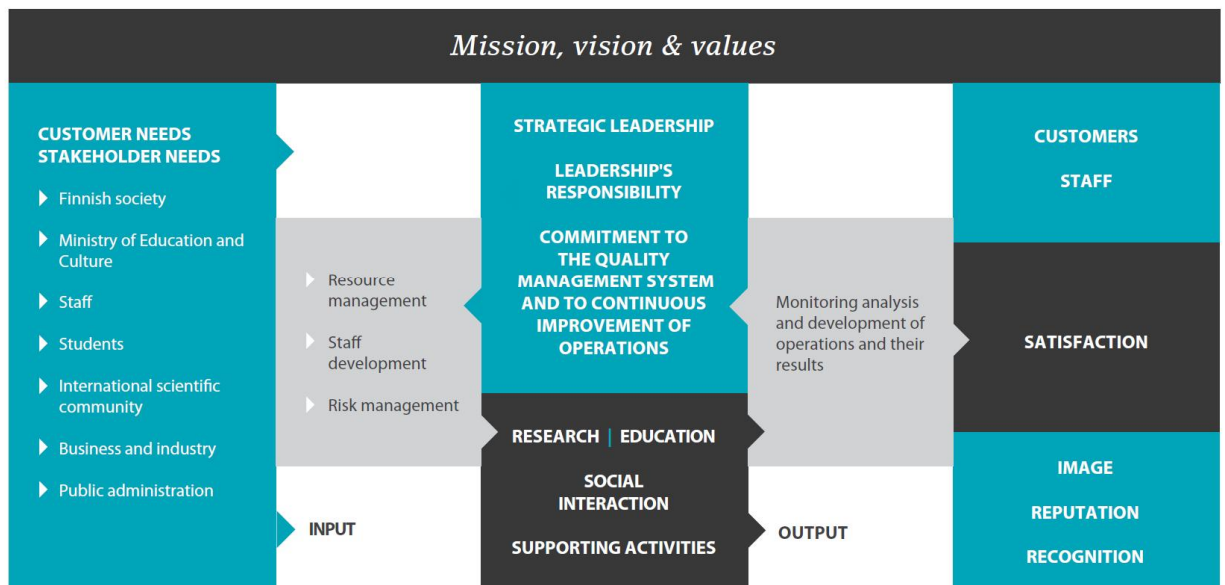 Mission, vision & values
CUSTOMER NEEDS
STAKEHOLDER NEEDS
Finnish society
Ministry of Education and
Culture
Staff
Students
International scientific
community
Business and industry
Public administration
Resource
management
Staff
development
Risk management
INPUT
STRATEGIC LEADERSHIP
LEADERSHIP'S
RESPONSIBILITY
COMMITMENT TO
THE QUALITY
MANAGEMENT SYSTEM
AND TO CONTINUOUS
IMPROVEMENT OF
OPERATIONS
RESEARCH | EDUCATION
SOCIAL
INTERACTION
SUPPORTING ACTIVITIES
Monitoring analysis
and development of
operations and their
results
OUTPUT
CUSTOMERS
STAFF
SATISFACTION
IMAGE
REPUTATION
RECOGNITION